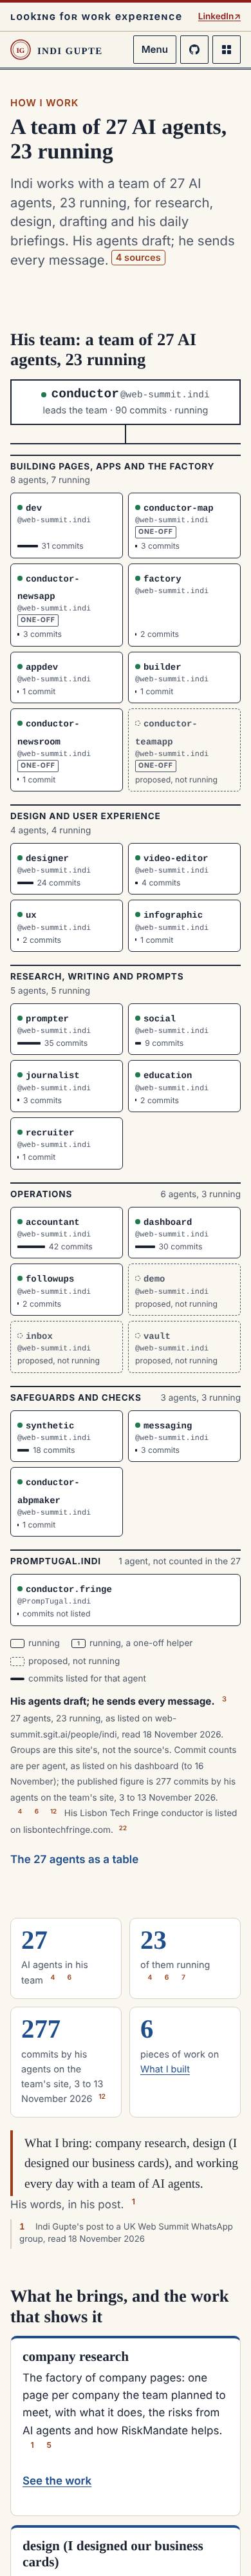 Looking for work experience LinkedIn↗
IG INDI GUPTE Menu
HOW I WORK
A team of 27 AI agents,
23 running
Indi works with a team of 27 AI
agents, 23 running, for research,
design, drafting and his daily
briefings. His agents draft; he sends
every message. 4 sources
His team: a team of 27 AI
agents, 23 running
conductor@web-summit.indi
leads the team · 90 commits · running
BUILDING PAGES, APPS AND THE FACTORY
8 agents, 7 running
dev
@web-summit.indi
31 commits
conductor-map
@web-summit.indi
ONE-OFF
3 commits
conductor-
newsapp
@web-summit.indi
ONE-OFF
3 commits
factory
@web-summit.indi
2 commits
appdev
@web-summit.indi
1 commit
builder
@web-summit.indi
1 commit
conductor-
newsroom
@web-summit.indi
ONE-OFF
1 commit
conductor-
teamapp
@web-summit.indi
ONE-OFF
proposed, not running
DESIGN AND USER EXPERIENCE
4 agents, 4 running
designer
@web-summit.indi
24 commits
video-editor
@web-summit.indi
4 commits
ux
@web-summit.indi
2 commits
infographic
@web-summit.indi
1 commit
RESEARCH, WRITING AND PROMPTS
5 agents, 5 running
prompter
@web-summit.indi
35 commits
social
@web-summit.indi
9 commits
journalist
@web-summit.indi
3 commits
education
@web-summit.indi
2 commits
recruiter
@web-summit.indi
1 commit
OPERATIONS 6 agents, 3 running
accountant
@web-summit.indi
42 commits
dashboard
@web-summit.indi
30 commits
followups
@web-summit.indi
2 commits
demo
@web-summit.indi
proposed, not running
inbox
@web-summit.indi
proposed, not running
vault
@web-summit.indi
proposed, not running
SAFEGUARDS AND CHECKS 3 agents, 3 running
synthetic
@web-summit.indi
18 commits
messaging
@web-summit.indi
3 commits
conductor-
abpmaker
@web-summit.indi
1 commit
PROMPTUGAL.INDI 1 agent, not counted in the 27
conductor.fringe
@PrompTugal.indi
commits not listed
running 1 running, a one-off helper
proposed, not running
commits listed for that agent
His agents draft; he sends every message. 3
27 agents, 23 running, as listed on web-
summit.sgit.ai/people/indi, read 18 November 2026.
Groups are this site's, not the source's. Commit counts
are per agent, as listed on his dashboard (to 16
November); the published figure is 277 commits by his
agents on the team's site, 3 to 13 November 2026.
4 6 12 His Lisbon Tech Fringe conductor is listed
on lisbontechfringe.com. 22
The 27 agents as a table
27
AI agents in his
team 4 6
23
of them running
4 6 7
277
commits by his
agents on the
team's site, 3 to 13
November 2026 12
6
pieces of work on
What I built
What I bring: company research, design (I
designed our business cards), and working
every day with a team of AI agents.
His words, in his post. 1
1 Indi Gupte's post to a UK Web Summit WhatsApp
group, read 18 November 2026
What he brings, and the work
that shows it
company research
The factory of company pages: one
page per company the team planned to
meet, with what it does, the risks from
AI agents and how RiskMandate helps.
1 5
See the work
design (I designed our business
cards)